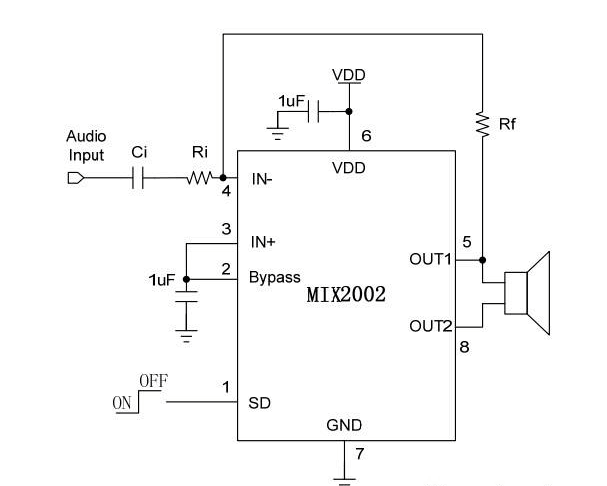 VDD
1uF
6
VDD
Rf
Audio
Input
Ci
Ri
4
IN-
3
IN+
2
Bypass
1uF
MIX2002
5
OUT1
OUT2
8
OFF
ON
1
SD
GND
7